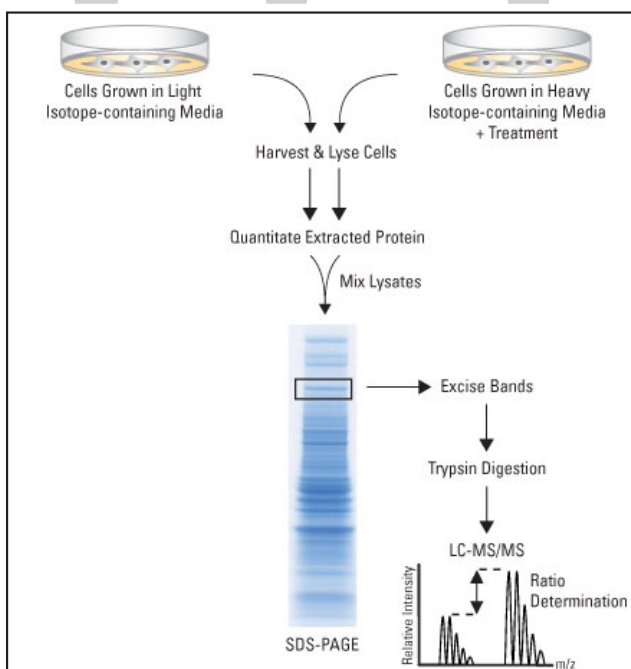 Cells Grown in Light
Isotope-containing Media
Cells Grown in Heavy
Isotope-containing Media
+ Treatment
Harvest & Lyse Cells
Quantitate Extracted Protein
Mix Lysates
Excise Bands
Trypsin Digestion
LC-MS/MS
Relative Intensity
Ratio
Determination
m/z
SDS-PAGE